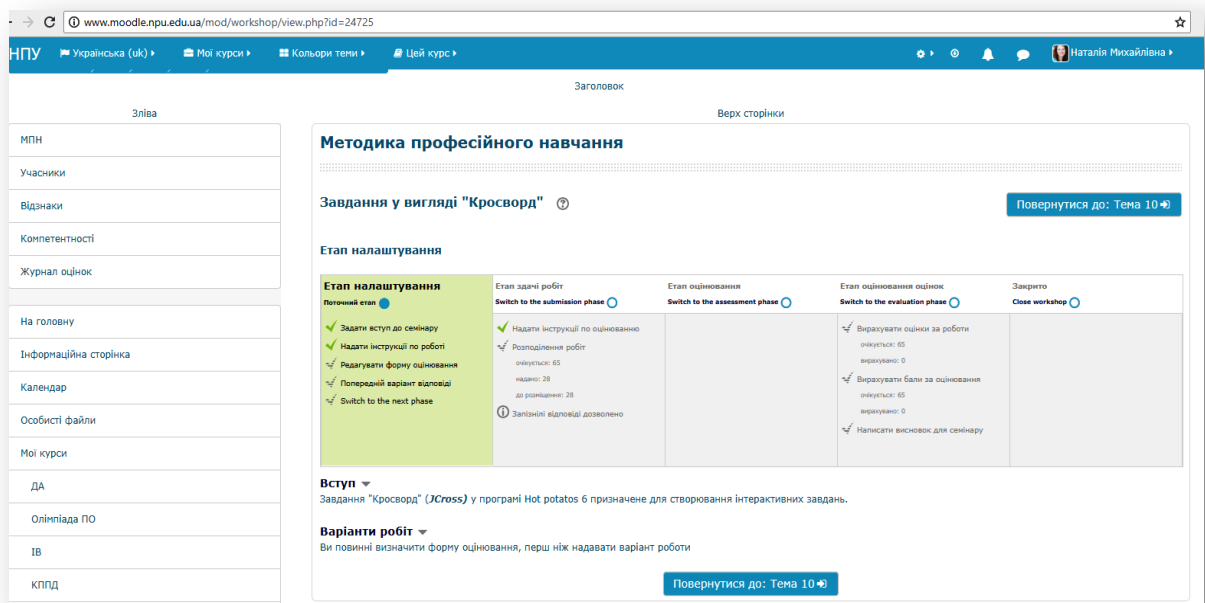 www.moodle.npu.edu.ua/mod/workshop/view.php?id=24725
НПУ Українська (uk) Мої курси Кольори теми Цей курс Наталія Михайлівна
Заголовок
Зліва
Верх сторінки
МПН
Учасники
Відзнаки
Компетентності
Журнал оцінок
На головну
Інформаційна сторінка
Календар
Особисті файли
Мої курси
ДА
Олімпіада ПО
ІВ
КППД
Методика професійного навчання
Завдання у вигляді "Кросворд"
Повернутися до: Тема 10
Етап налаштування
Етап налаштування
Поточний етап
Задати вступ до семінару
Надати інструкції по роботі
Редагувати форму оцінювання
Попередній варіант відповіді
Switch to the next phase
Етап здачі робіт
Switch to the submission phase
Надати інструкції по оцінюванню
Розподілення робіт
очікується: 65
надано: 28
до розміщення: 28
Запізнілі відповіді дозволено
Етап оцінювання
Switch to the assessment phase
Етап оцінювання оцінок
Switch to the evaluation phase
Вирахувати оцінки за роботи
очікується: 65
вирахувано: 0
Вирахувати бали за оцінювання
очікується: 65
вирахувано: 0
Написати висновок для семінару
Закрито
Close workshop
Вступ
Завдання "Кросворд" (JCross) у програмі Hot potatos 6 призначене для створювання інтерактивних завдань.
Варіанти робіт
Ви повинні визначити форму оцінювання, перш ніж надавати варіант роботи
Повернутися до: Тема 10